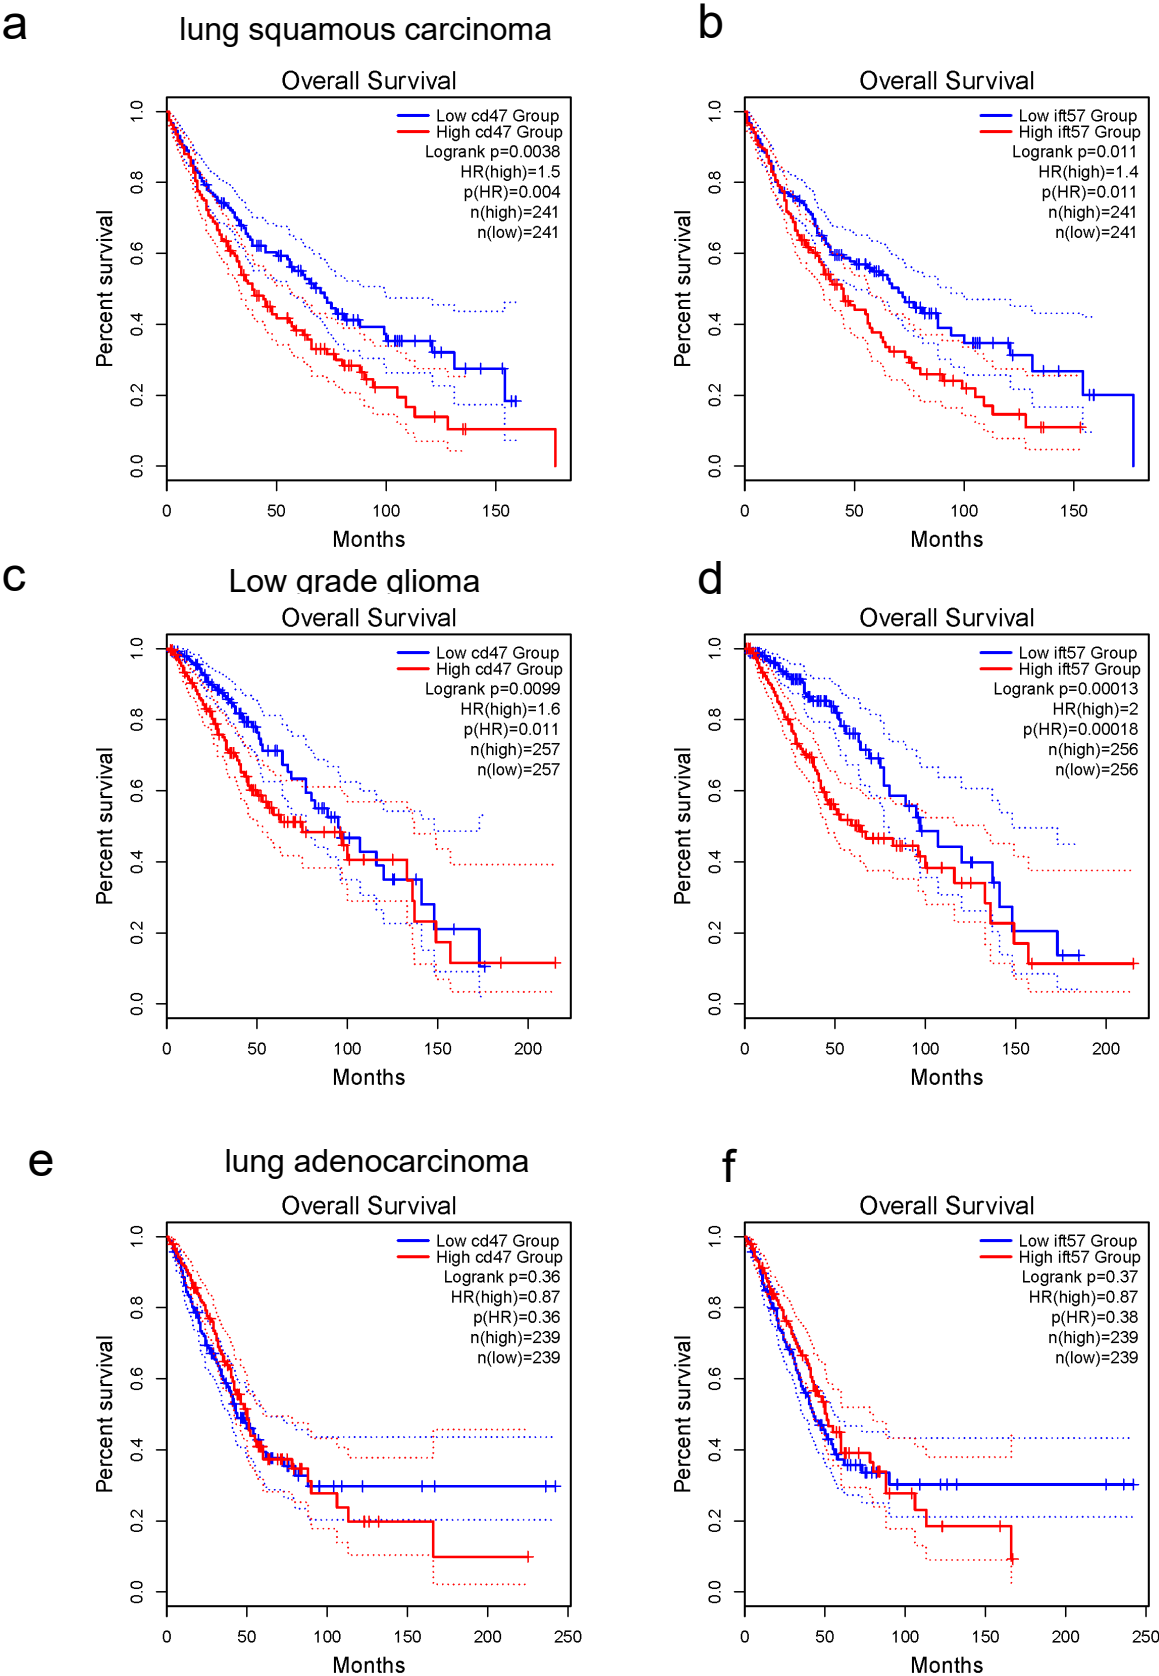 a
lung squamous carcinoma
b
Overall Survival
Low cd47 Group
High cd47 Group
Logrank p=0.0038
HR(high)=1.5
p(HR)=0.004
n(high)=241
n(low)=241
Percent survival
1.0
0.8
0.6
0.4
0.2
0.0
0 50 100 150
Months
Overall Survival
Low ift57 Group
High ift57 Group
Logrank p=0.011
HR(high)=1.4
p(HR)=0.011
n(high)=241
n(low)=241
Percent survival
1.0
0.8
0.6
0.4
0.2
0.0
0 50 100 150
Months
c
Low grade glioma
d
Overall Survival
Low cd47 Group
High cd47 Group
Logrank p=0.0099
HR(high)=1.6
p(HR)=0.011
n(high)=257
n(low)=257
Percent survival
1.0
0.8
0.6
0.4
0.2
0.0
0 50 100 150 200
Months
Overall Survival
Low ift57 Group
High ift57 Group
Logrank p=0.00013
HR(high)=2
p(HR)=0.00018
n(high)=256
n(low)=256
Percent survival
1.0
0.8
0.6
0.4
0.2
0.0
0 50 100 150 200
Months
e
lung adenocarcinoma
f
Overall Survival
Low cd47 Group
High cd47 Group
Logrank p=0.36
HR(high)=0.87
p(HR)=0.36
n(high)=239
n(low)=239
Percent survival
1.0
0.8
0.6
0.4
0.2
0.0
0 50 100 150 200 250
Months
Overall Survival
Low ift57 Group
High ift57 Group
Logrank p=0.37
HR(high)=0.87
p(HR)=0.38
n(high)=239
n(low)=239
Percent survival
1.0
0.8
0.6
0.4
0.2
0.0
0 50 100 150 200 250
Months